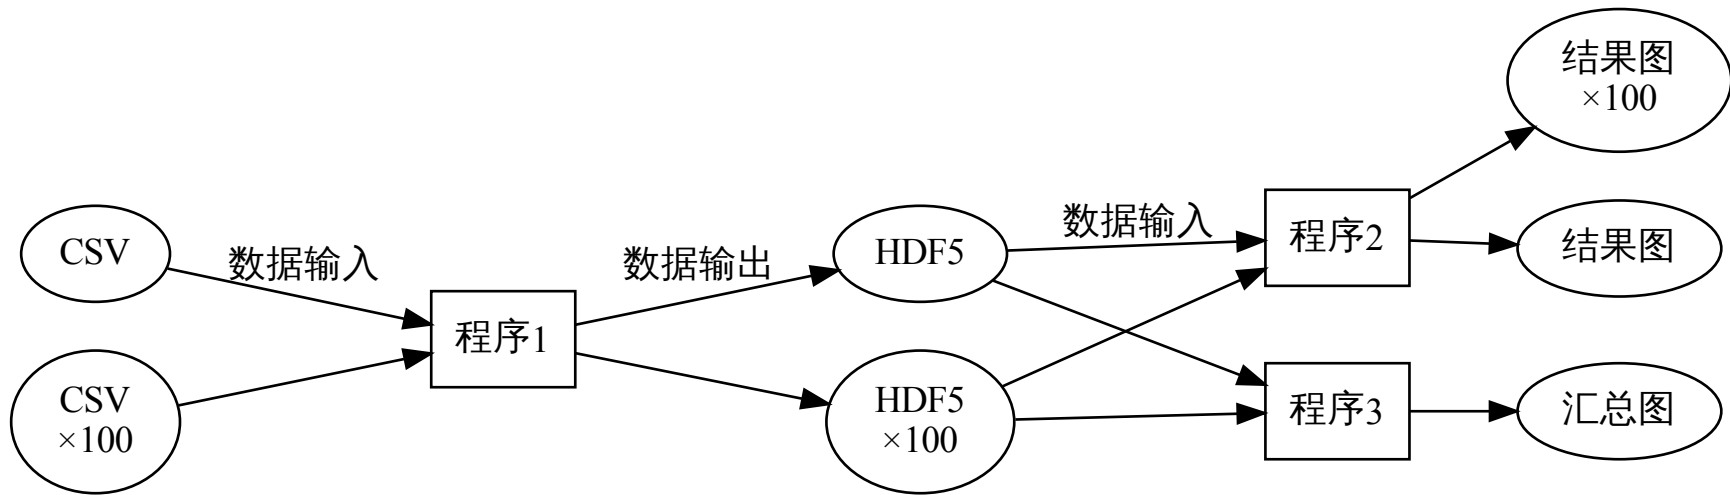 CSV
数据输入
CSV
×100
程序1
数据输出
HDF5
HDF5
×100
数据输入
程序2
程序3
结果图
×100
结果图
汇总图